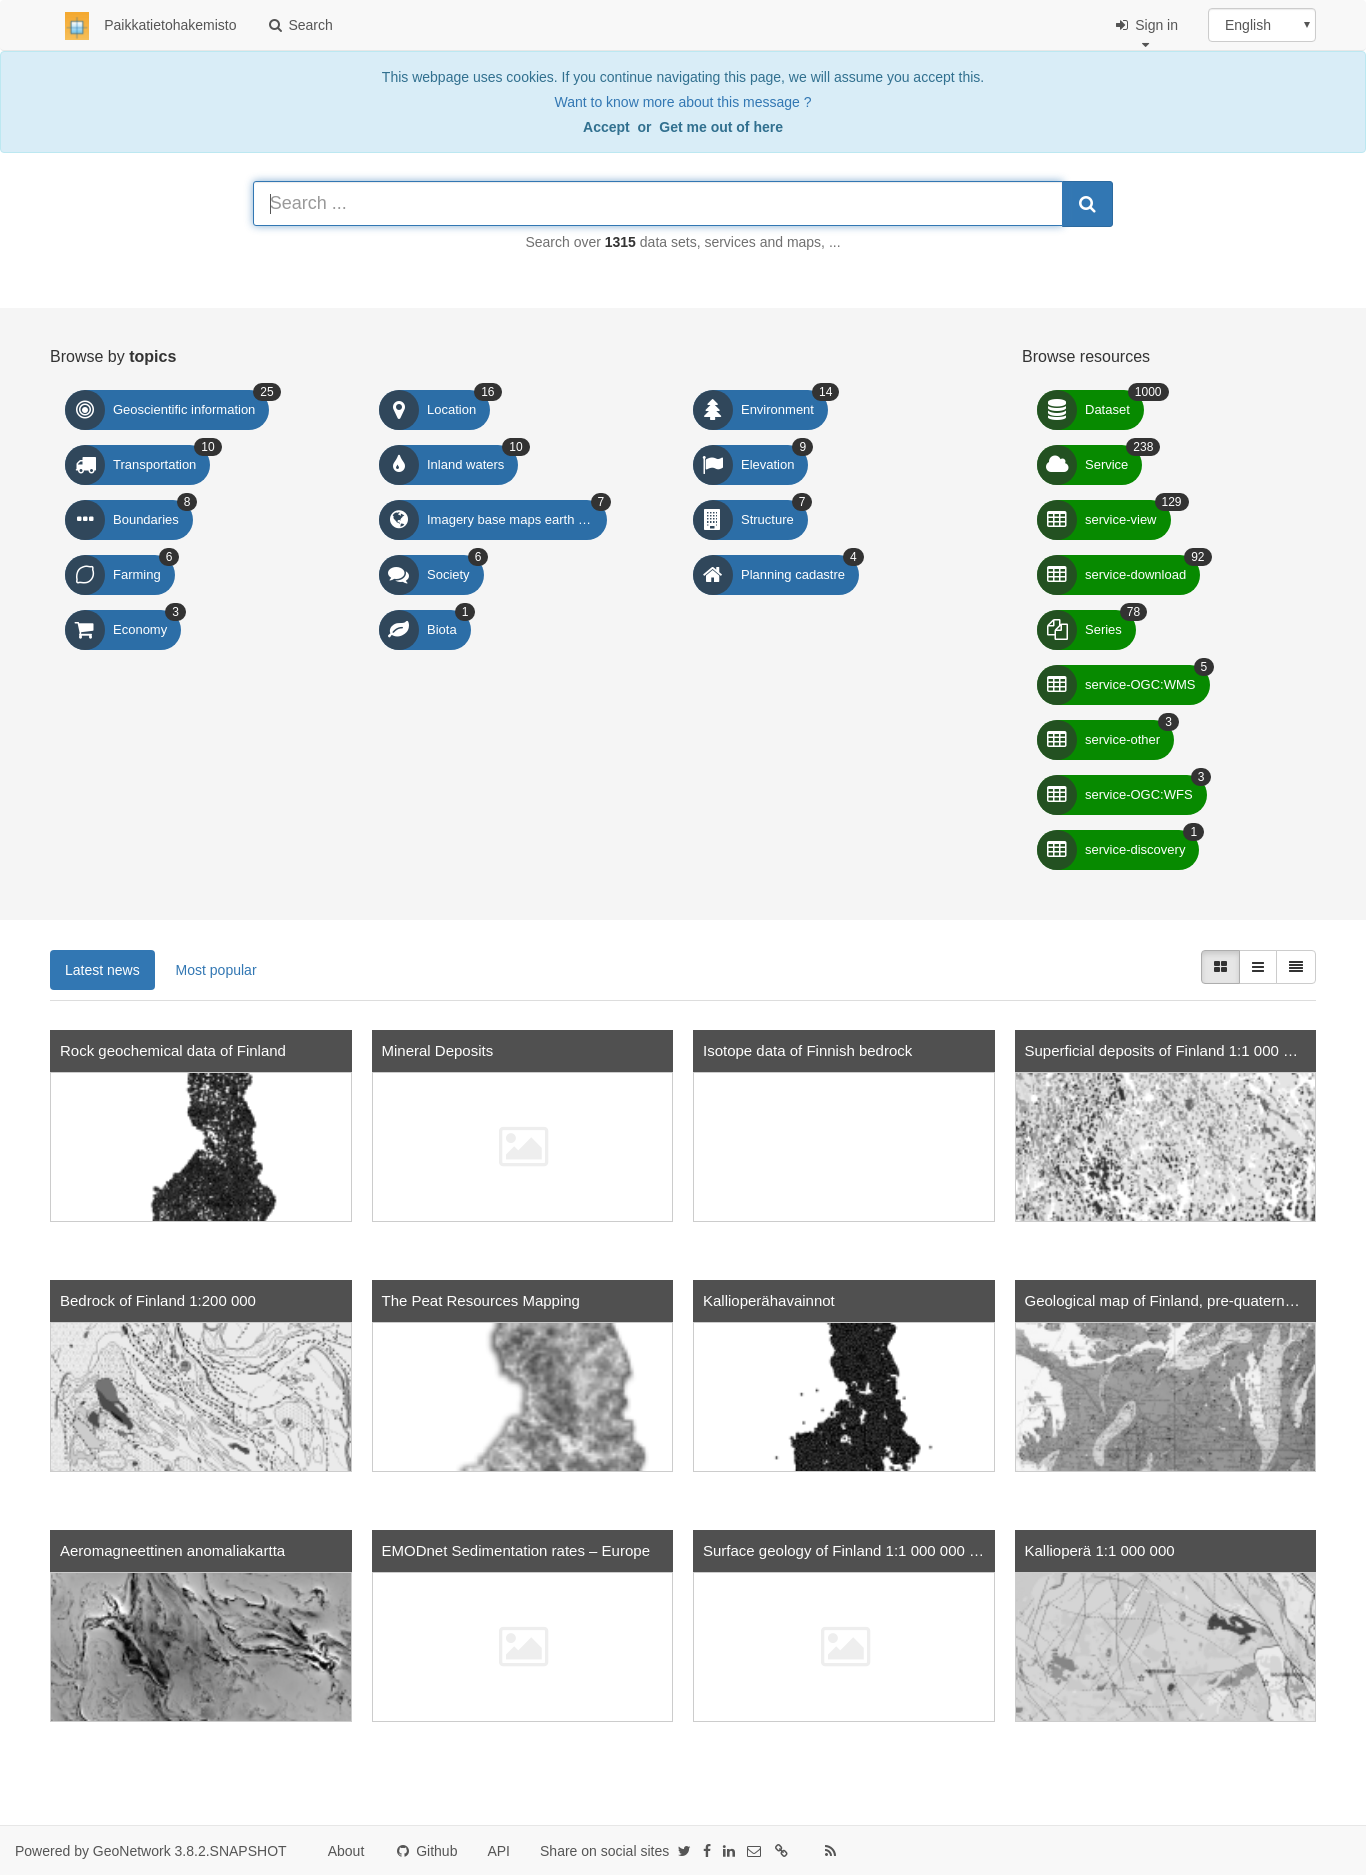 Paikkatietohakemisto Search Sign in English
This webpage uses cookies. If you continue navigating this page, we will assume you accept this.
Want to know more about this message ?
Accept or Get me out of here
Search ...
Search over 1315 data sets, services and maps, ...
Browse by topics
25
Geoscientific information
16
Location
14
Environment
10
Transportation
10
Inland waters
9
Elevation
8
Boundaries
7
Imagery base maps earth …
7
Structure
6
Farming
6
Society
4
Planning cadastre
3
Economy
1
Biota
Browse resources
1000
Dataset
238
Service
129
service-view
92
service-download
78
Series
5
service-OGC:WMS
3
service-other
3
service-OGC:WFS
1
service-discovery
Latest news Most popular
Rock geochemical data of Finland
Mineral Deposits
Isotope data of Finnish bedrock
Superficial deposits of Finland 1:1 000 …
Bedrock of Finland 1:200 000
The Peat Resources Mapping
Kallioperähavainnot
Geological map of Finland, pre-quatern…
Aeromagneettinen anomaliakartta
EMODnet Sedimentation rates – Europe
Surface geology of Finland 1:1 000 000 …
Kallioperä 1:1 000 000
Powered by GeoNetwork 3.8.2.SNAPSHOT About Github API Share on social sites